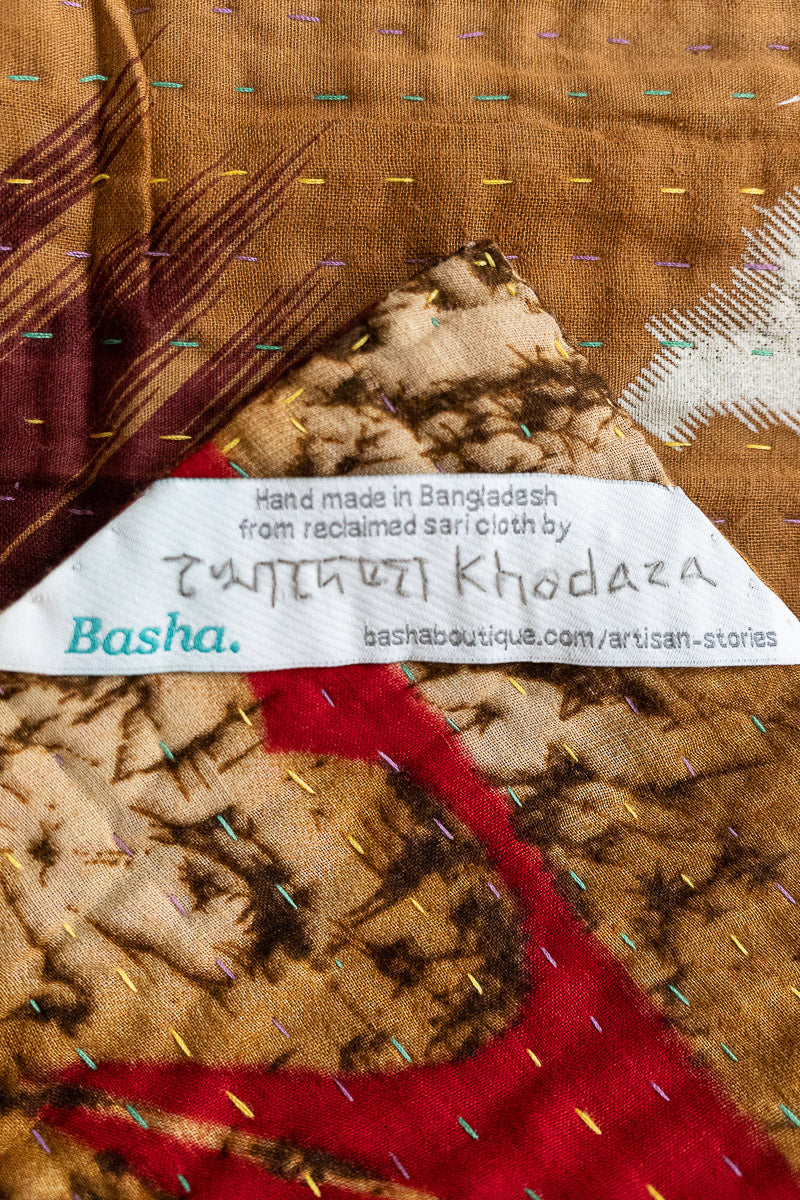 Hand made in Bangladesh
from reclaimed sari cloth by
Khodaza
Basha.
bashaboutique.com/artisan-stories